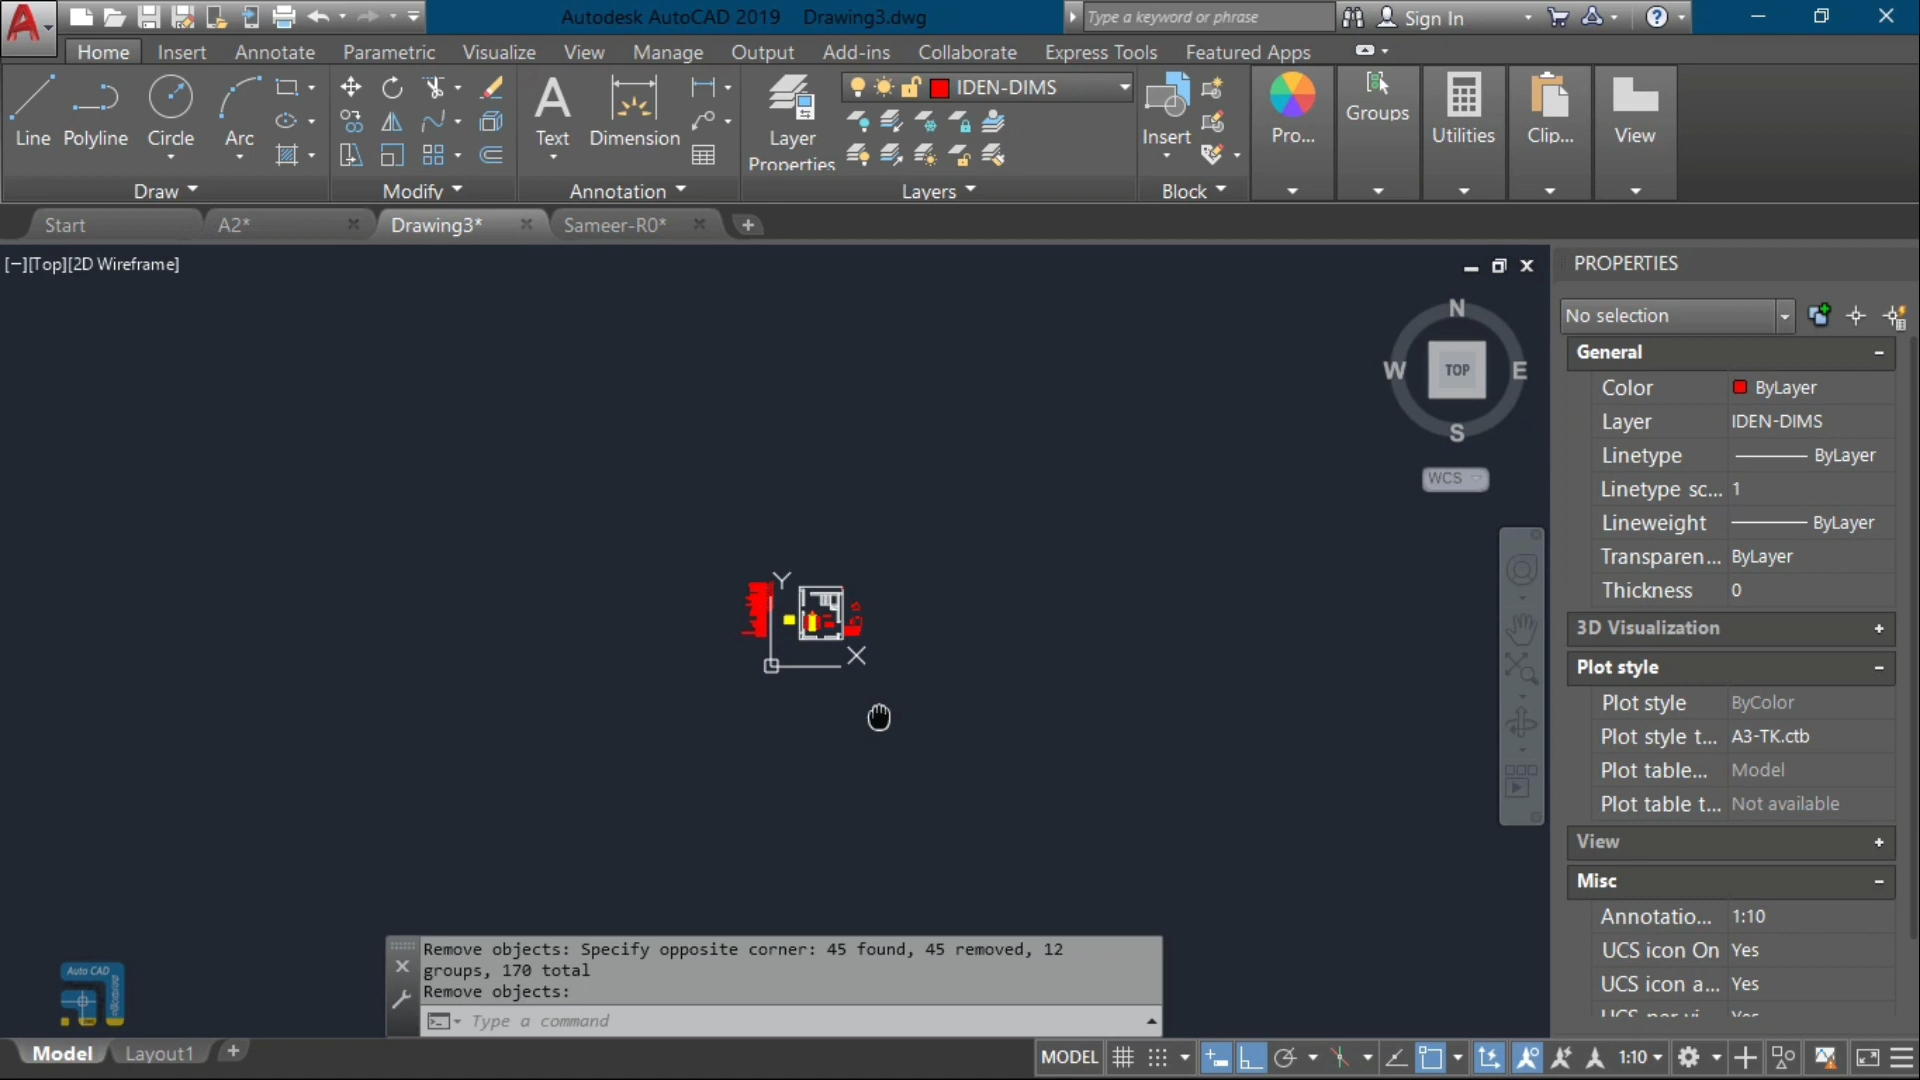 Autodesk AutoCAD 2019 Drawing3.dwg
Type a keyword or phrase
Sign In
Home Insert Annotate Parametric Visualize View Manage Output Add-ins Collaborate Express Tools Featured Apps
IDEN-DIMS
Line Polyline Circle Arc
Text Dimension
Layer
Properties
Insert
Pro...
Groups
Utilities
Clip...
View
Draw Modify Annotation Layers Block
Start A2* Drawing3* Sameer-R0*
[−][Top][2D Wireframe]
N
W TOP E
S
WCS
Y
X
PROPERTIES
No selection
General
Color ByLayer
Layer IDEN-DIMS
Linetype ByLayer
Linetype sc... 1
Lineweight ByLayer
Transparen... ByLayer
Thickness 0
3D Visualization
Plot style
Plot style ByColor
Plot style t... A3-TK.ctb
Plot table... Model
Plot table t... Not available
View
Misc
Annotatio... 1:10
UCS icon On Yes
UCS icon a... Yes
Remove objects: Specify opposite corner: 45 found, 45 removed, 12
groups, 170 total
Remove objects:
Type a command
Auto CAD
Model Layout1
MODEL 1:10